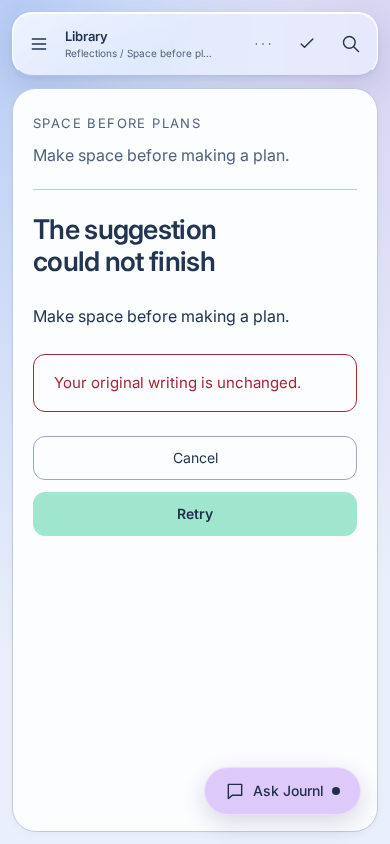 Library
Reflections / Space before pl...
...
SPACE BEFORE PLANS
Make space before making a plan.
The suggestion
could not finish
Make space before making a plan.
Your original writing is unchanged.
Cancel
Retry
Ask Journl